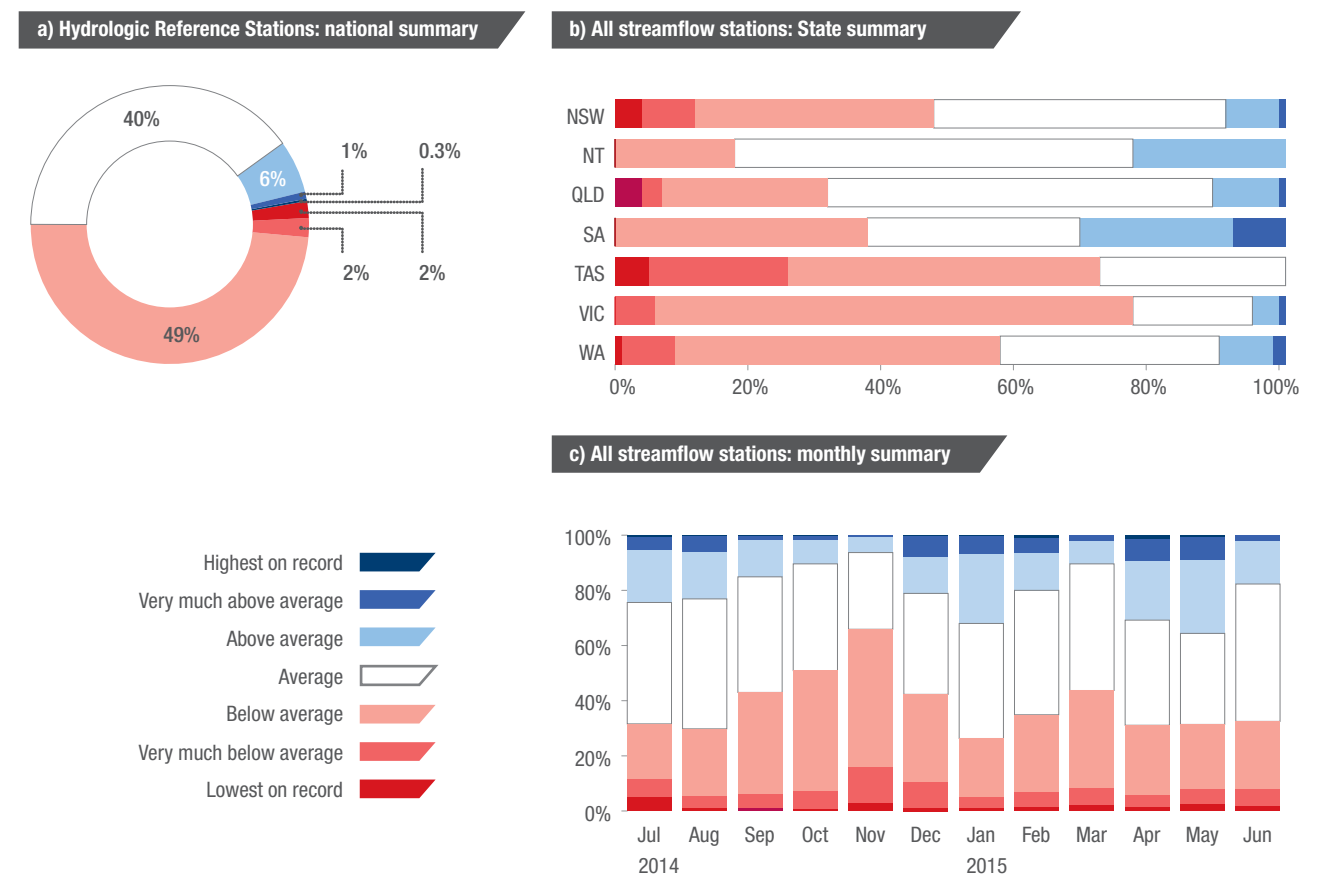 a) Hydrologic Reference Stations: national summary
40%
6%
1%
0.3%
2%
2%
49%
b) All streamflow stations: State summary
NSW
NT
QLD
SA
TAS
VIC
WA
0% 20% 40% 60% 80% 100%
c) All streamflow stations: monthly summary
100%
80%
60%
40%
20%
0%
Jul Aug Sep Oct Nov Dec Jan Feb Mar Apr May Jun
2014 2015
Highest on record
Very much above average
Above average
Average
Below average
Very much below average
Lowest on record